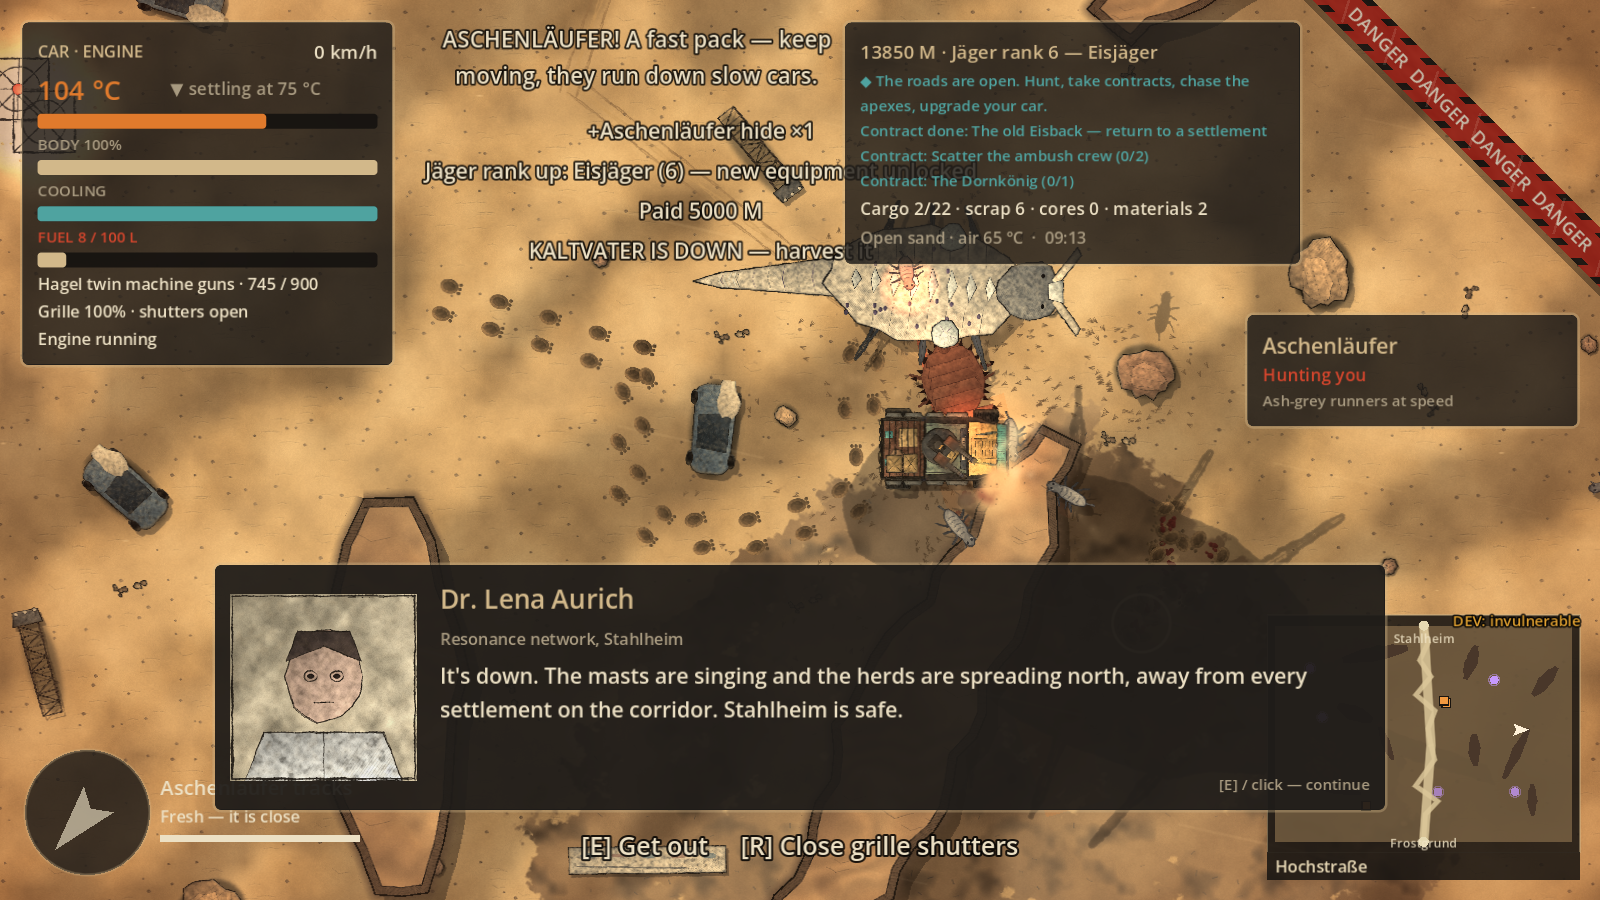 CAR · ENGINE
0 km/h
104 °C
▼ settling at 75 °C
BODY 100%
COOLING
FUEL 8 / 100 L
Hagel twin machine guns · 745 / 900
Grille 100% · shutters open
Engine running
ASCHENLÄUFER! A fast pack — keep
moving, they run down slow cars.
+Aschenläufer hide ×1
Jäger rank up: Eisjäger (6) — new equipment unlocked
Paid 5000 M
KALTVATER IS DOWN — harvest it
13850 M · Jäger rank 6 — Eisjäger
◆ The roads are open. Hunt, take contracts, chase the
apexes, upgrade your car.
Contract done: The old Eisback — return to a settlement
Contract: Scatter the ambush crew (0/2)
Contract: The Dornkönig (0/1)
Cargo 2/22 · scrap 6 · cores 0 · materials 2
Open sand · air 65 °C · 09:13
DANGER DANGER DANGER DANGER
Aschenläufer
Hunting you
Ash-grey runners at speed
Dr. Lena Aurich
Resonance network, Stahlheim
It's down. The masts are singing and the herds are spreading north, away from every
settlement on the corridor. Stahlheim is safe.
[E] / click — continue
DEV: invulnerable
Stahlheim
Frostgrund
Hochstraße
Aschenläufer tracks
Fresh — it is close
[E] Get out [R] Close grille shutters